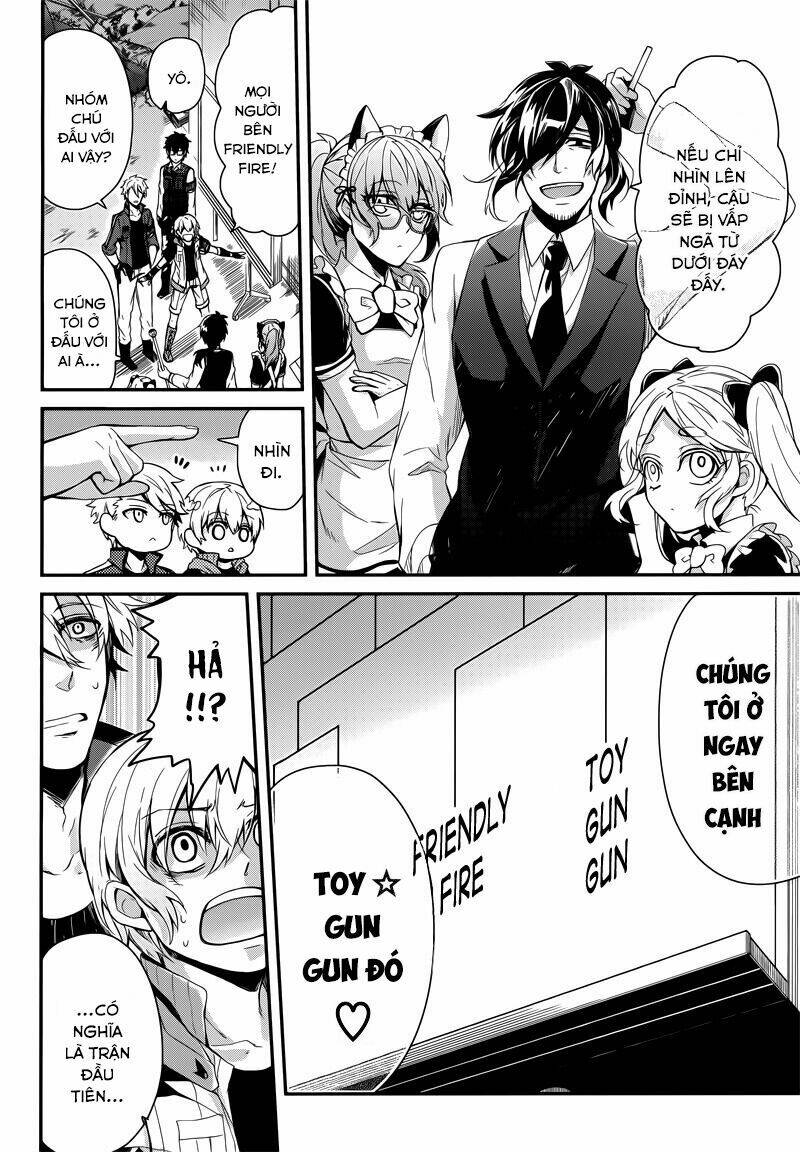 NẾU CHỈ
NHÌN LÊN
ĐỈNH, CẬU
SẼ BỊ VẤP
NGÃ TỪ
DƯỚI ĐÁY
ĐẤY.
MỌI
NGƯỜI
BÊN
FRIENDLY
FIRE!
YÔ.
NHÓM
CHÚ
ĐẤU VỚI
AI VẬY?
CHÚNG
TÔI Ở
ĐẤU VỚI
AI À...
NHÌN
ĐI.
CHÚNG
TÔI Ở
NGAY
BÊN
CẠNH
TOY
GUN
GUN
FRIENDLY
FIRE
TOY ☆
GUN
GUN ĐÓ
♡
HẢ
!!?
...CÓ
NGHĨA
LÀ TRẬN
ĐẦU
TIÊN...